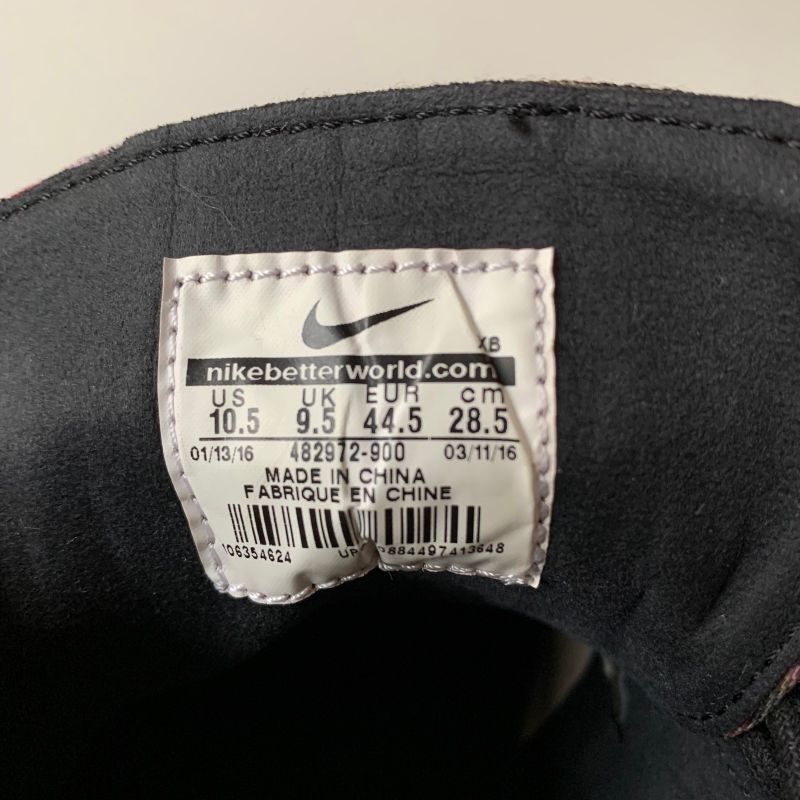 XB
nikebetterworld.com
US UK EUR cm
10.5 9.5 44.5 28.5
01/13/16 482972-900 03/11/16
MADE IN CHINA
FABRIQUE EN CHINE
106354624 884497413648